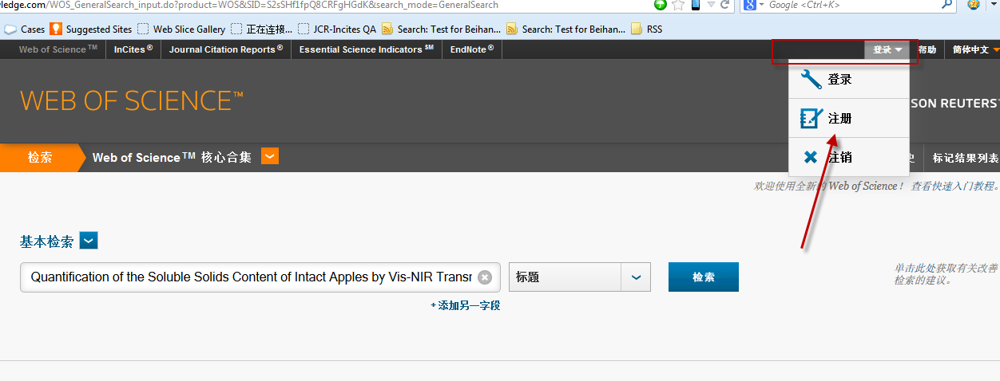 wledge.com/WOS_GeneralSearch_input.do?product=WOS&SID=S2sSHf1fpQ8CRFgHGdK&search_mode=GeneralSearch
Google <Ctrl+K>
Cases Suggested Sites Web Slice Gallery 正在连接... JCR-Incites QA Search: Test for Beihan... Search: Test for Beihan... RSS
Web of Science™ InCites® Journal Citation Reports® Essential Science Indicators℠ EndNote® 登录 帮助 简体中文
登录
WEB OF SCIENCE™
SON REUTERS™
注册
检索 Web of Science™ 核心合集 注销 史 标记结果列表
欢迎使用全新的 Web of Science！ 查看快速入门教程。
基本检索
Quantification of the Soluble Solids Content of Intact Apples by Vis-NIR Transr 标题 检索
单击此处获取有关改善
检索的建议。
+添加另一字段